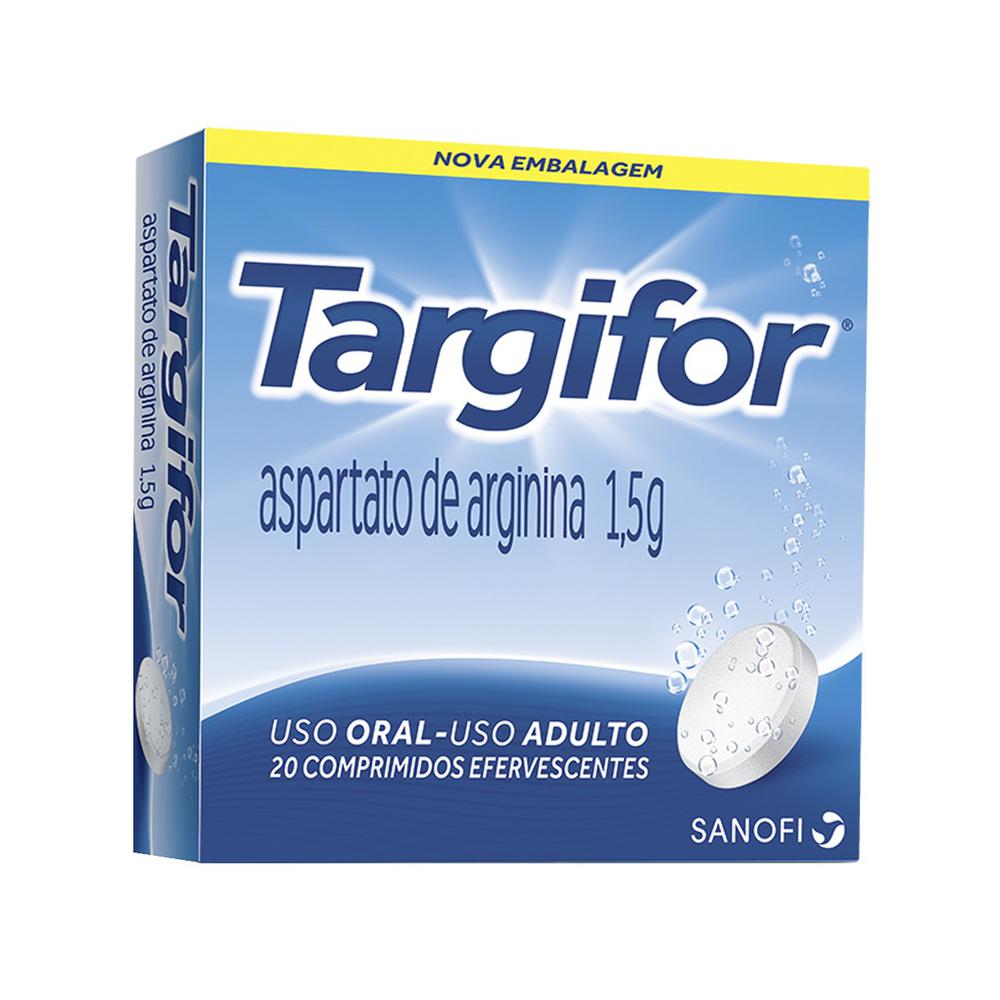 NOVA EMBALAGEM
Targifor®
aspartato de arginina 1,5g
USO ORAL-USO ADULTO
20 COMPRIMIDOS EFERVESCENTES
SANOFI
Targifor
aspartato de arginina 1,5g